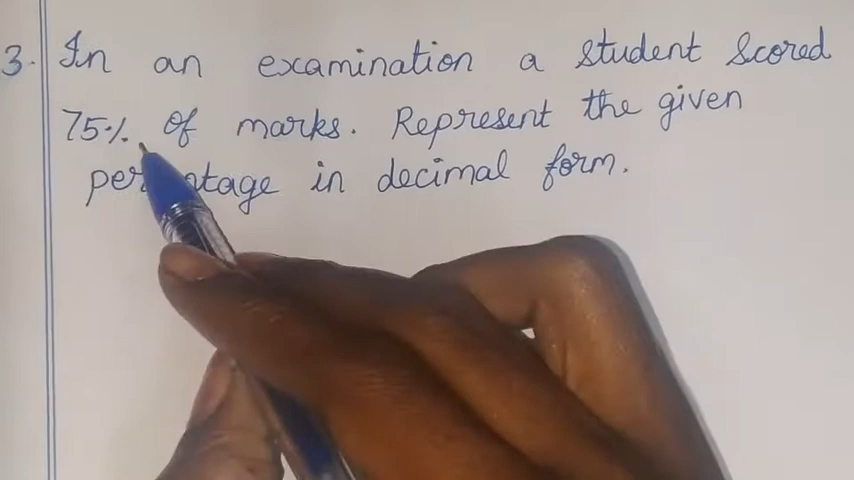 3. In an examination a student scored
75% of marks. Represent the given
in decimal form.